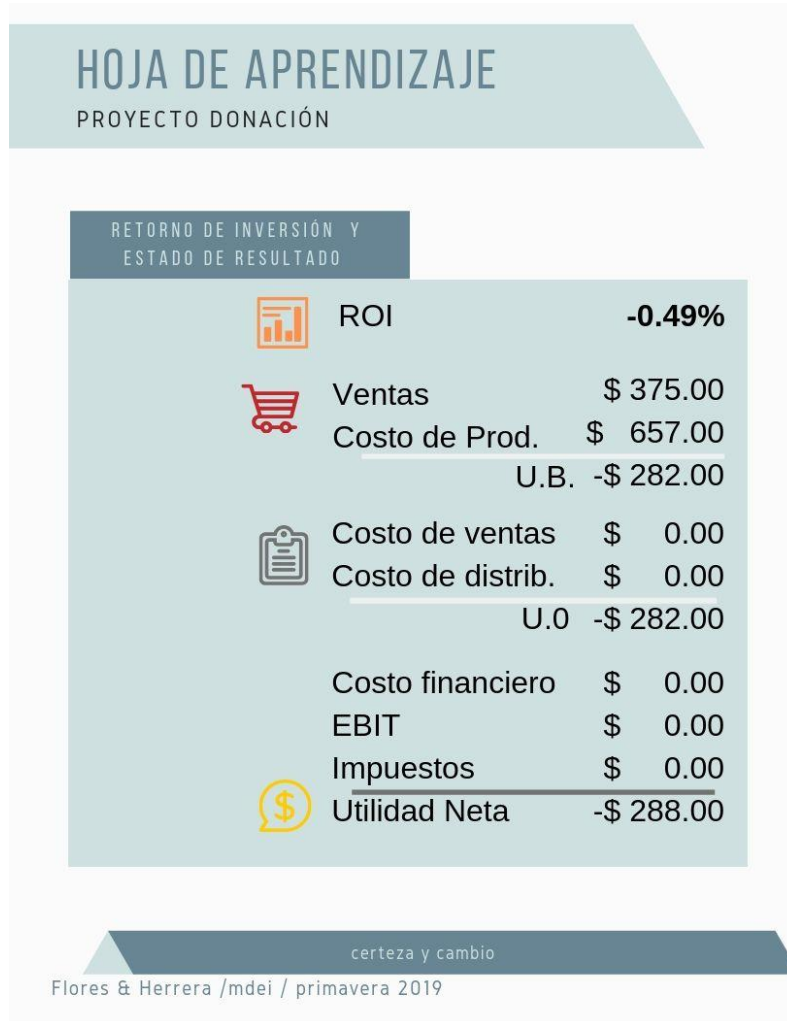 HOJA DE APRENDIZAJE
PROYECTO DONACIÓN
RETORNO DE INVERSIÓN Y
ESTADO DE RESULTADO
ROI -0.49%
Ventas $ 375.00
Costo de Prod. $ 657.00
U.B. -$ 282.00
Costo de ventas $ 0.00
Costo de distrib. $ 0.00
U.0 -$ 282.00
Costo financiero $ 0.00
EBIT $ 0.00
Impuestos $ 0.00
Utilidad Neta -$ 288.00
certeza y cambio
Flores & Herrera /mdei / primavera 2019